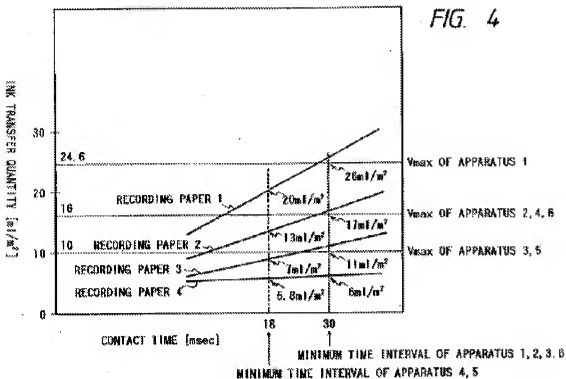 FIG. 4
INK TRANSFER QUANTITY [ml/m²]
30
24.6
20
16
10
0
Vmax OF APPARATUS 1
Vmax OF APPARATUS 2,4,6
Vmax OF APPARATUS 3,5
RECORDING PAPER 1
RECORDING PAPER 2
RECORDING PAPER 3
RECORDING PAPER 4
20ml/m²
26ml/m²
13ml/m²
17ml/m²
7ml/m²
11ml/m²
5.8ml/m²
6ml/m²
CONTACT TIME [msec]
18
30
MINIMUM TIME INTERVAL OF APPARATUS 1,2,3.6
MINIMUM TIME INTERVAL OF APPARATUS 4,5